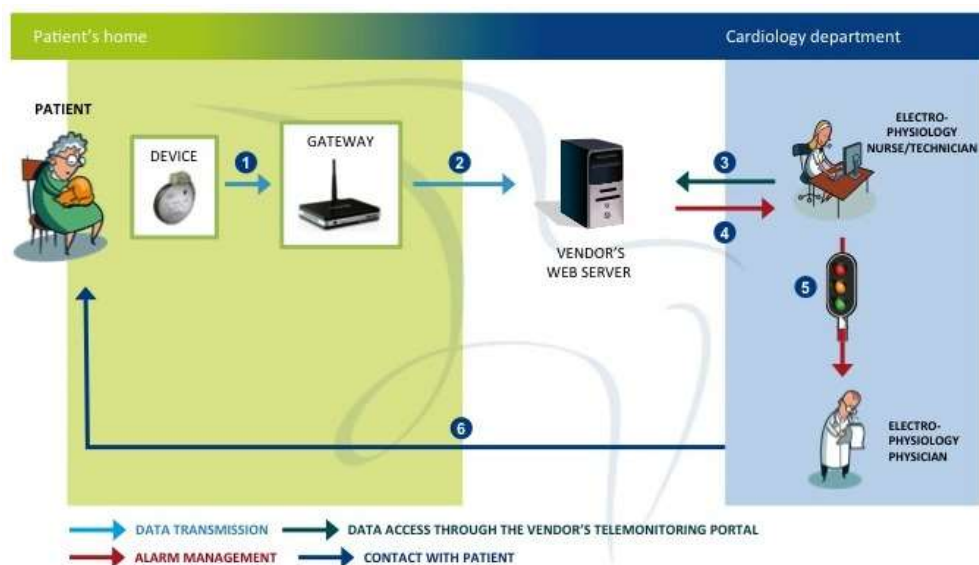 Patient's home
Cardiology department
PATIENT
DEVICE
1
GATEWAY
2
3
4
VENDOR'S
WEB SERVER
ELECTRO-
PHYSIOLOGY
NURSE/TECHNICIAN
5
ELECTRO-
PHYSIOLOGY
PHYSICIAN
6
DATA TRANSMISSION
DATA ACCESS THROUGH THE VENDOR'S TELEMONITORING PORTAL
ALARM MANAGEMENT
CONTACT WITH PATIENT